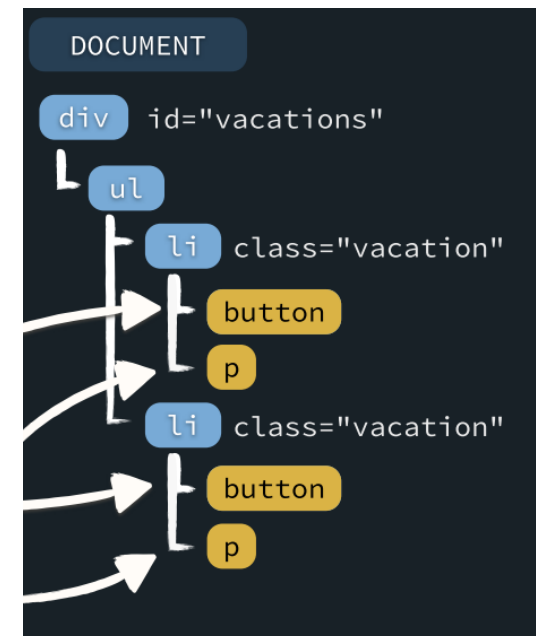 DOCUMENT
div id="vacations"
ul
li class="vacation"
button
p
li class="vacation"
button
p